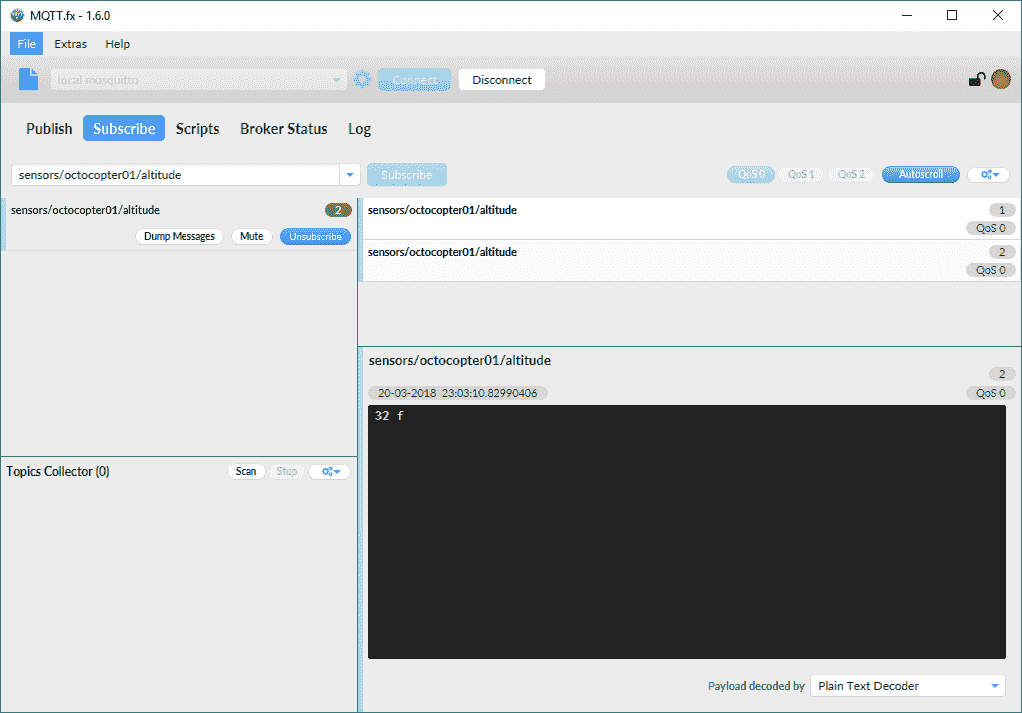 MQTT.fx - 1.6.0
File Extras Help
local mosquitto Connect Disconnect
Publish Subscribe Scripts Broker Status Log
sensors/octocopter01/altitude Subscribe QoS 0 QoS 1 QoS 2 Autoscroll
sensors/octocopter01/altitude 2
Dump Messages Mute Unsubscribe
sensors/octocopter01/altitude 1
QoS 0
sensors/octocopter01/altitude 2
QoS 0
sensors/octocopter01/altitude
2
20-03-2018 23:03:10.82990406 QoS 0
32 f
Topics Collector (0) Scan Stop
Payload decoded by Plain Text Decoder